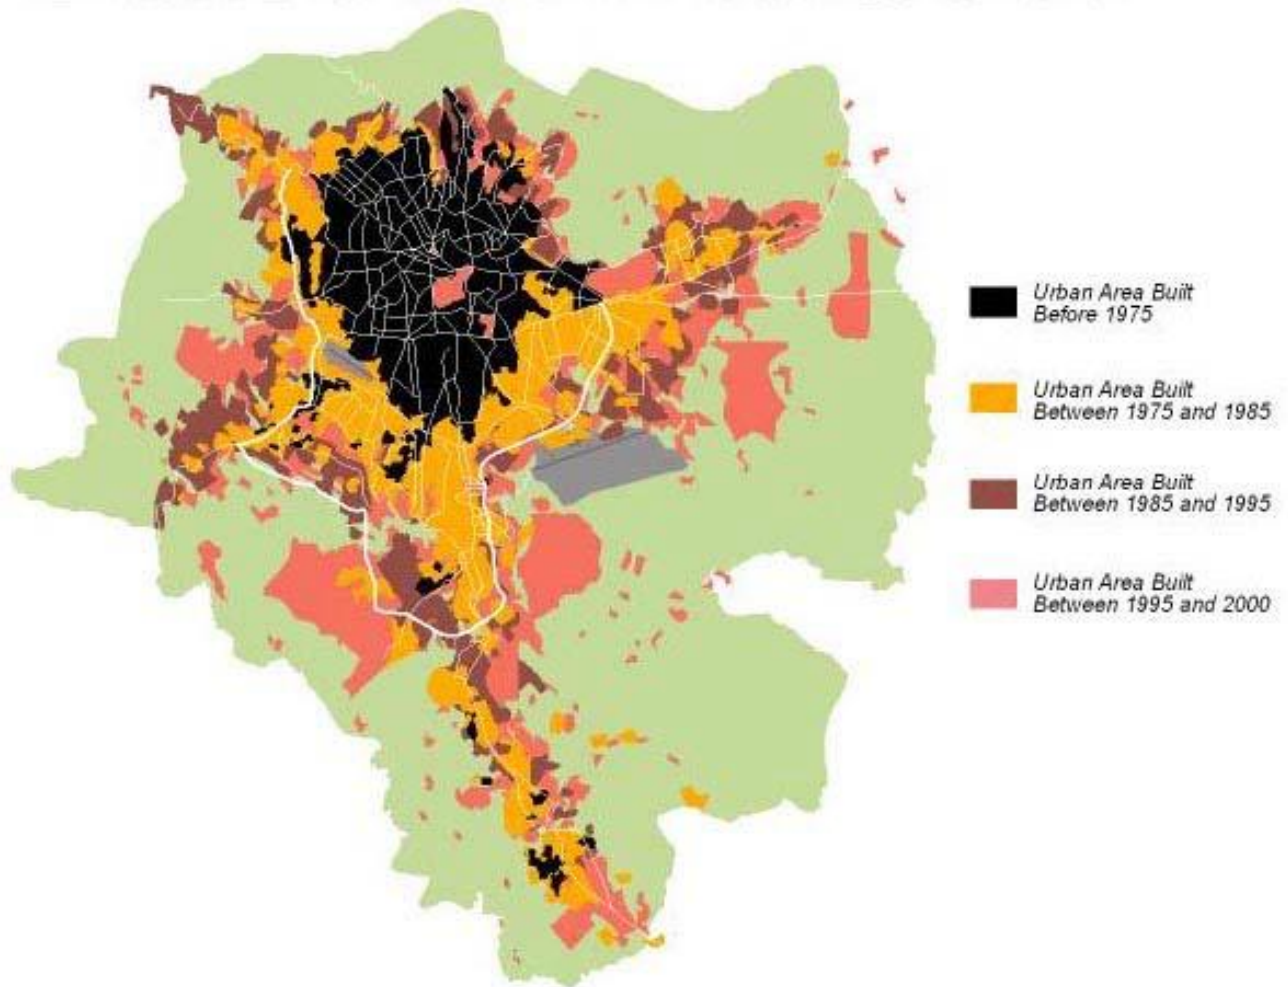 Urban Area Built
Before 1975
Urban Area Built
Between 1975 and 1985
Urban Area Built
Between 1985 and 1995
Urban Area Built
Between 1995 and 2000